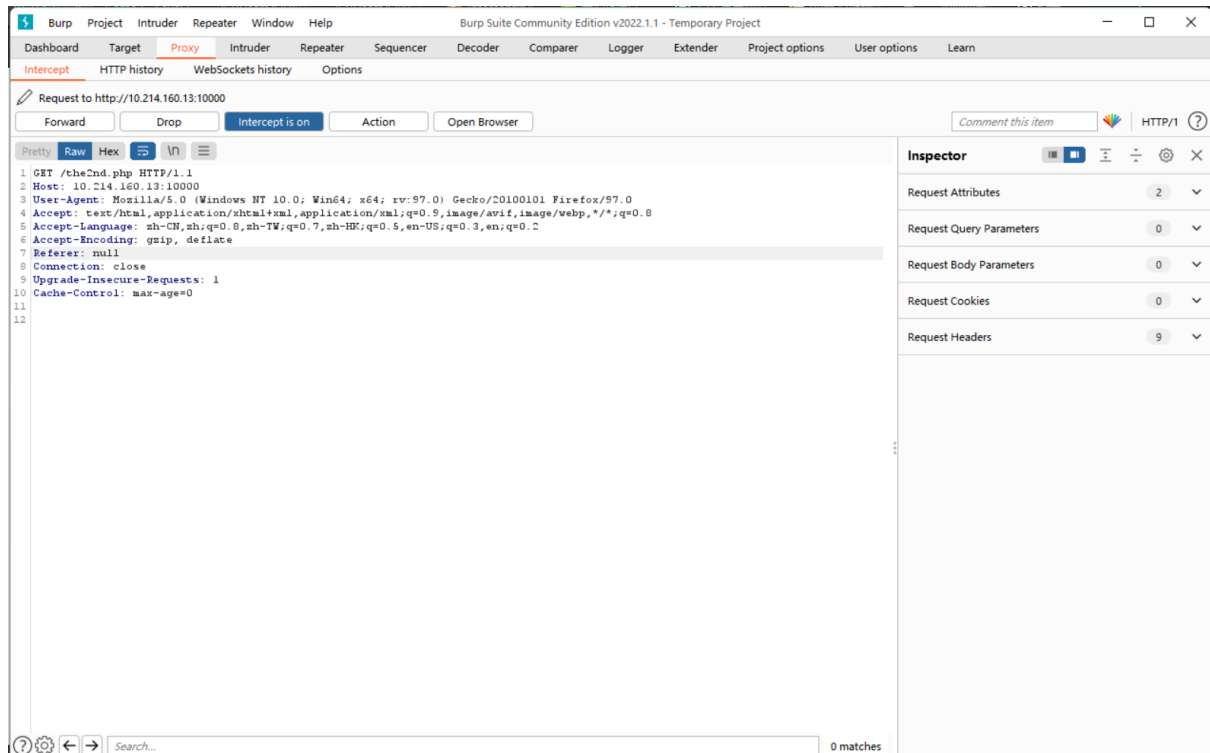 Burp Project Intruder Repeater Window Help Burp Suite Community Edition v2022.1.1 - Temporary Project
Dashboard Target Proxy Intruder Repeater Sequencer Decoder Comparer Logger Extender Project options User options Learn
Intercept HTTP history WebSockets history Options
Request to http://10.214.160.13:10000
Forward Drop Intercept is on Action Open Browser Comment this item HTTP/1 ?
Pretty Raw Hex \n
Inspector
1 GET /the2nd.php HTTP/1.1
2 Host: 10.214.160.13:10000
3 User-Agent: Mozilla/5.0 (Windows NT 10.0; Win64; x64; rv:97.0) Gecko/20100101 Firefox/97.0
4 Accept: text/html,application/xhtml+xml,application/xml;q=0.9,image/avif,image/webp,*/*;q=0.8
5 Accept-Language: zh-CN,zh;q=0.8,zh-TW;q=0.7,zh-HK;q=0.5,en-US;q=0.3,en;q=0.2
6 Accept-Encoding: gzip, deflate
7 Referer: null
8 Connection: close
9 Upgrade-Insecure-Requests: 1
10 Cache-Control: max-age=0
11
12
Request Attributes 2
Request Query Parameters 0
Request Body Parameters 0
Request Cookies 0
Request Headers 9
? Search... 0 matches